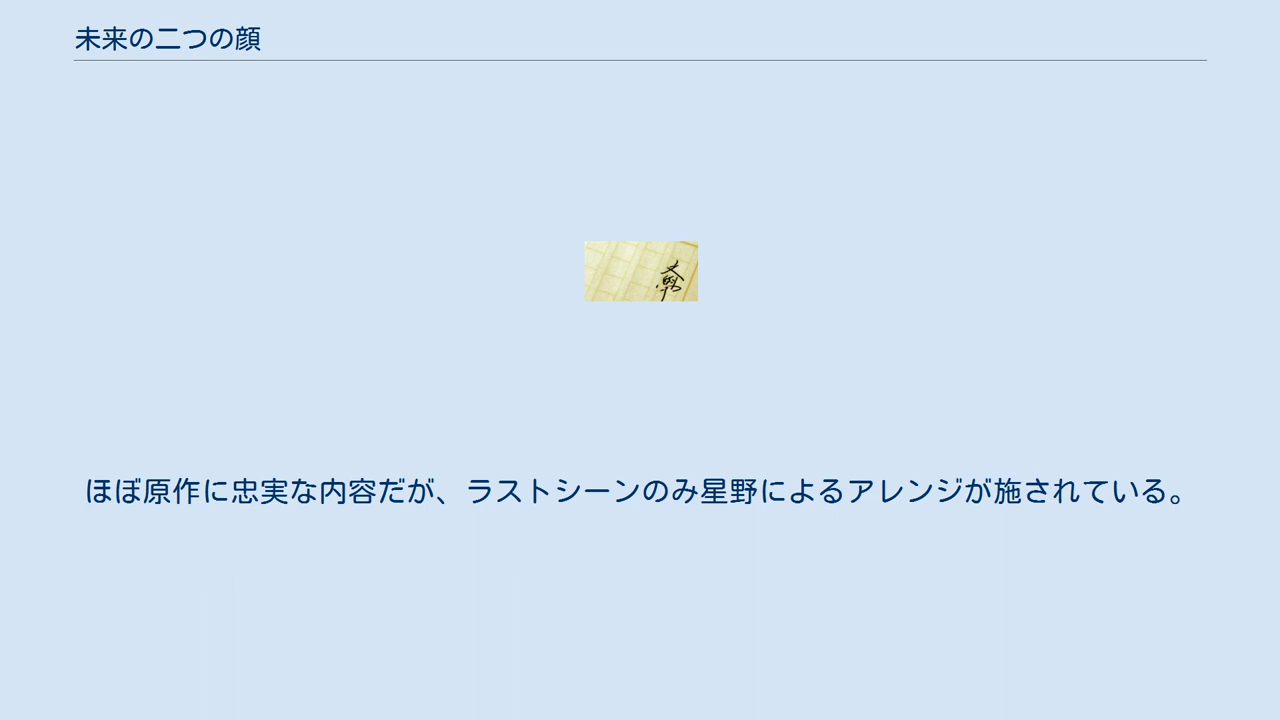 未来の二つの顔
ほぼ原作に忠実な内容だが、ラストシーンのみ星野によるアレンジが施されている。